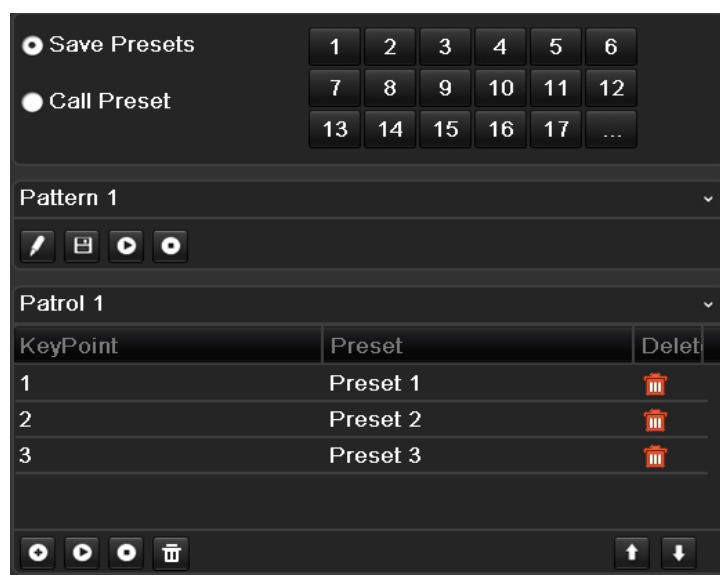 Save Presets
1 2 3 4 5 6
Call Preset
7 8 9 10 11 12
13 14 15 16 17 ...
Pattern 1
Patrol 1
KeyPoint Preset Delet
1 Preset 1
2 Preset 2
3 Preset 3